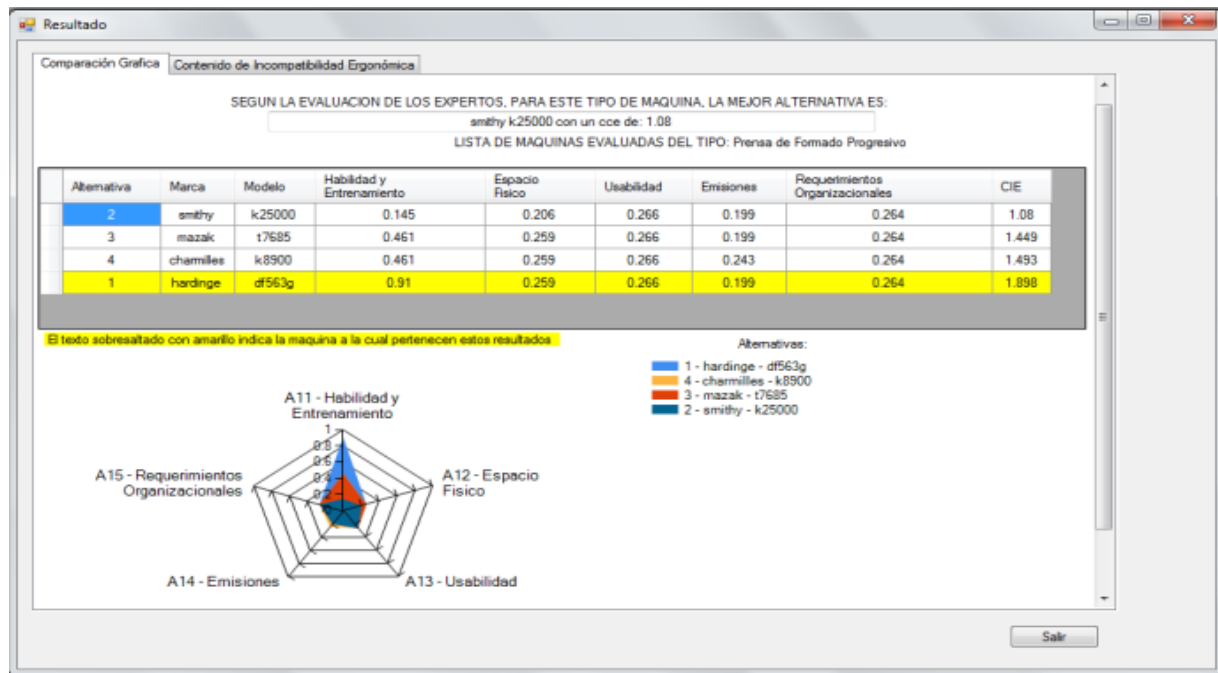 Resultado
Comparación Grafica
Contenido de Incompatibilidad Ergonómica
SEGUN LA EVALUACION DE LOS EXPERTOS, PARA ESTE TIPO DE MAQUINA, LA MEJOR ALTERNATIVA ES:
smithy k25000 con un cce de: 1.08
LISTA DE MAQUINAS EVALUADAS DEL TIPO: Prensa de Formado Progresivo
Alternativa Marca Modelo Habilidad y Entrenamiento Espacio Fisico Usabilidad Emisiones Requerimientos Organizacionales CIE
2 smithy k25000 0.145 0.206 0.266 0.199 0.264 1.08
3 mazak t7685 0.461 0.259 0.266 0.199 0.264 1.449
4 charmilles k8900 0.461 0.259 0.266 0.243 0.264 1.493
1 hardinge df563g 0.91 0.259 0.266 0.199 0.264 1.898
El texto sobresaltado con amarillo indica la maquina a la cual pertenecen estos resultados
Alternativas:
1 - hardinge - df563g
4 - charmilles - k8900
3 - mazak - t7685
2 - smithy - k25000
A11 - Habilidad y
Entrenamiento
1
0.8
0.6
0.4
0.2
A15 - Requerimientos
Organizacionales
A12 - Espacio
Fisico
A14 - Emisiones
A13 - Usabilidad
Salir